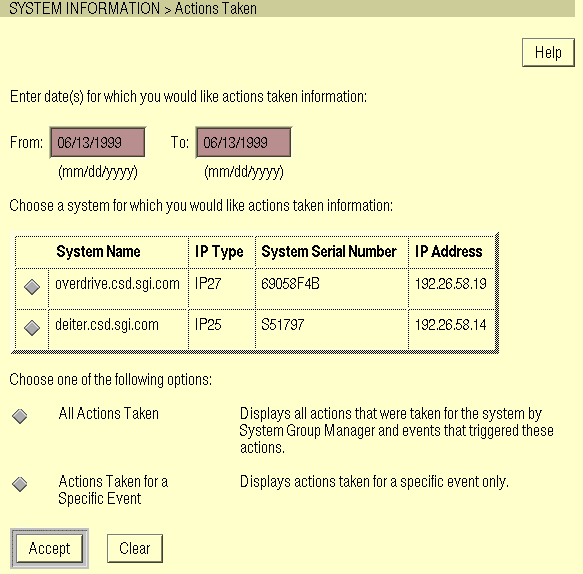 SYSTEM INFORMATION > Actions Taken
Help
Enter date(s) for which you would like actions taken information:
From: 06/13/1999 To: 06/13/1999
(mm/dd/yyyy) (mm/dd/yyyy)
Choose a system for which you would like actions taken information:
System Name IP Type System Serial Number IP Address
overdrive.csd.sgi.com IP27 69058F4B 192.26.58.19
deiter.csd.sgi.com IP25 S51797 192.26.58.14
Choose one of the following options:
All Actions Taken Displays all actions that were taken for the system by
System Group Manager and events that triggered these
actions.
Actions Taken for a Displays actions taken for a specific event only.
Specific Event
Accept Clear